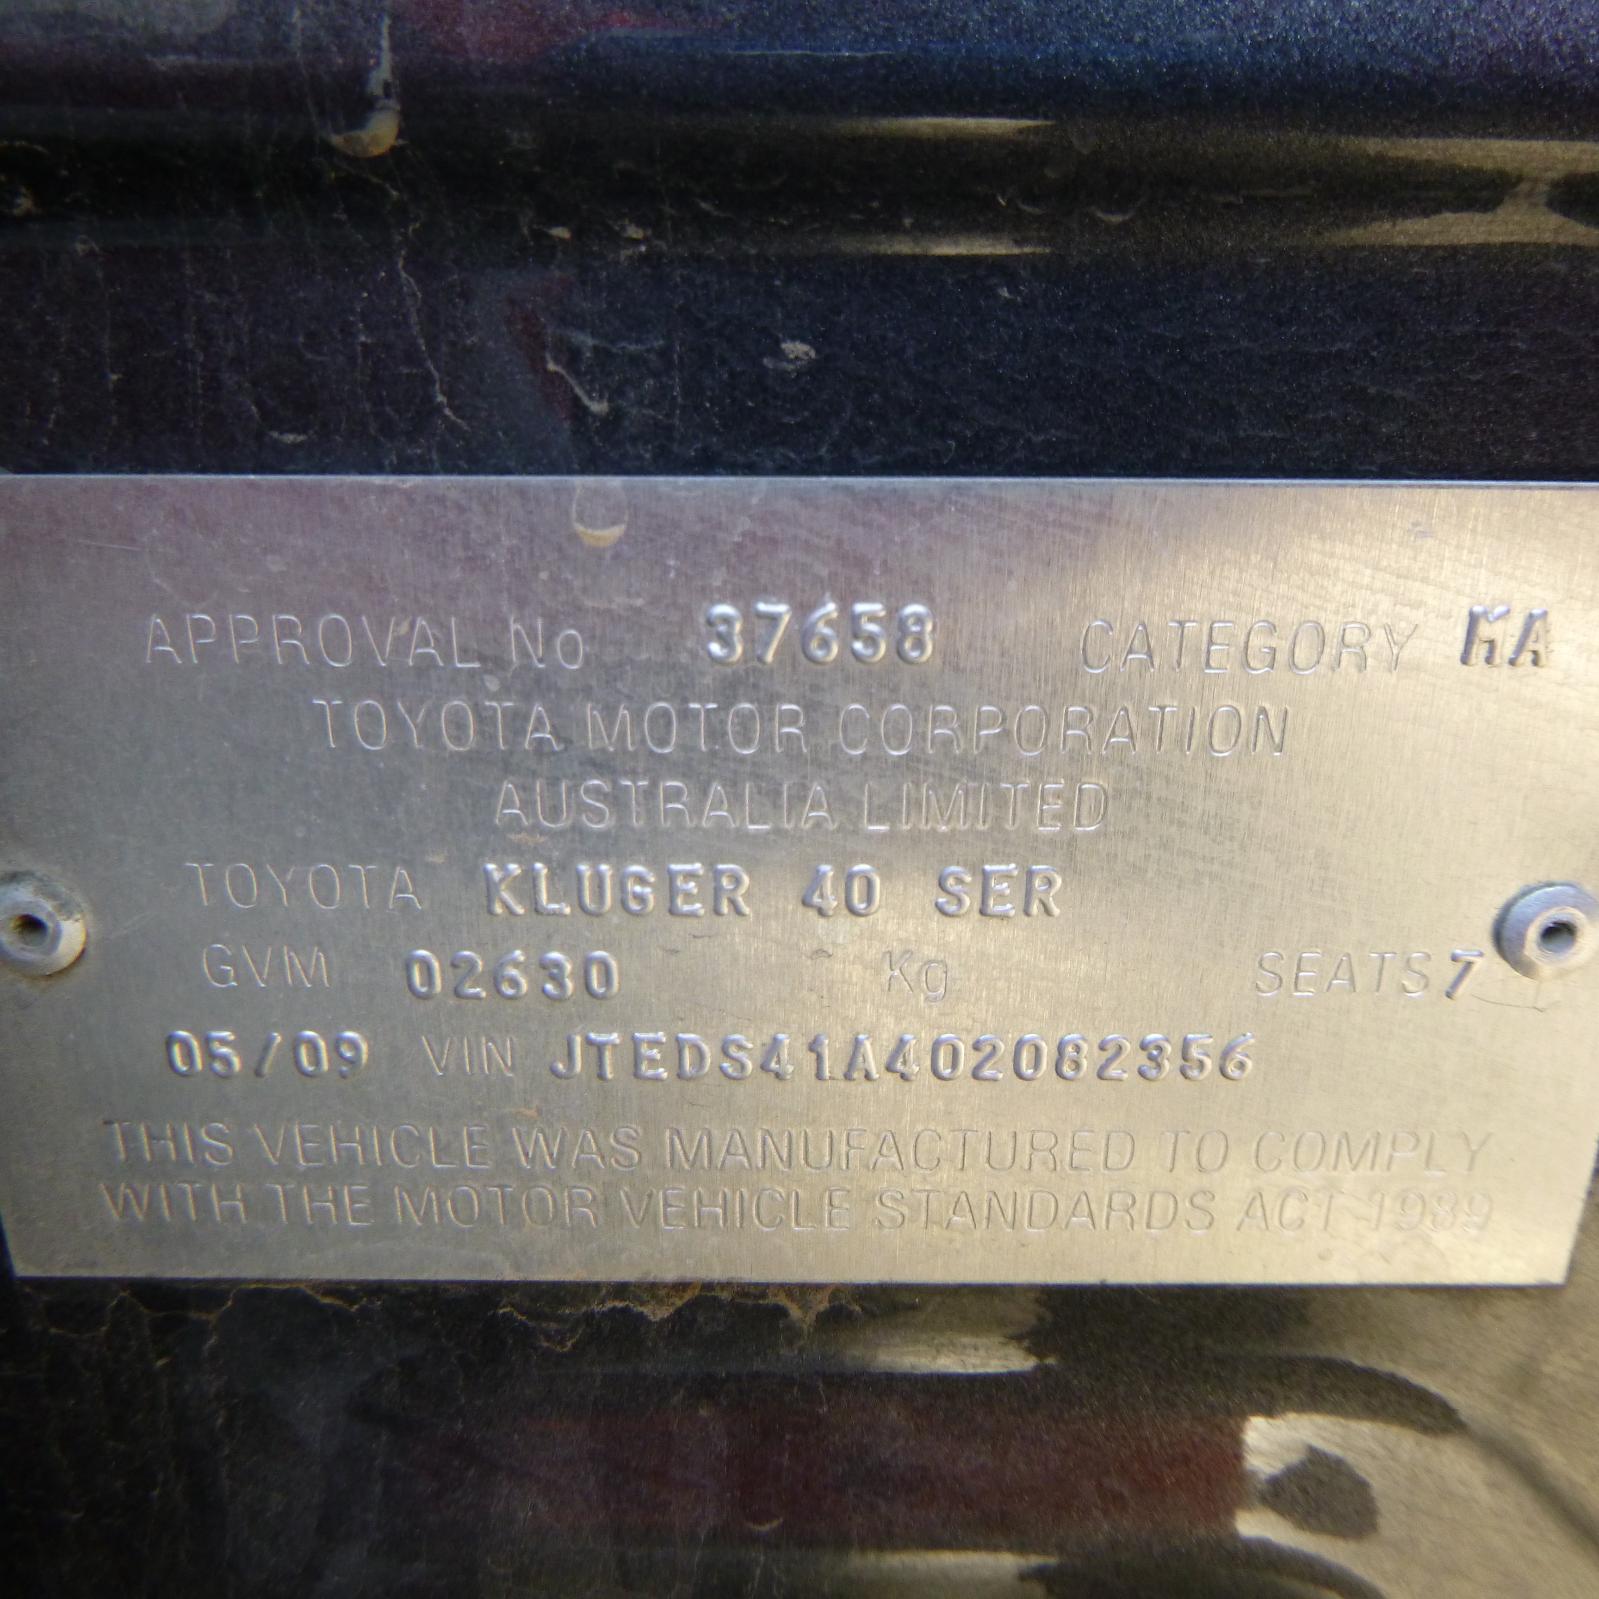 APPROVAL No 37658 CATEGORY MA
TOYOTA MOTOR CORPORATION
AUSTRALIA LIMITED
TOYOTA KLUGER 40 SER
GVM 02630 Kg SEATS 7
05/09 VIN JTEDS41A402082356
THIS VEHICLE WAS MANUFACTURED TO COMPLY
WITH THE MOTOR VEHICLE STANDARDS ACT 1989